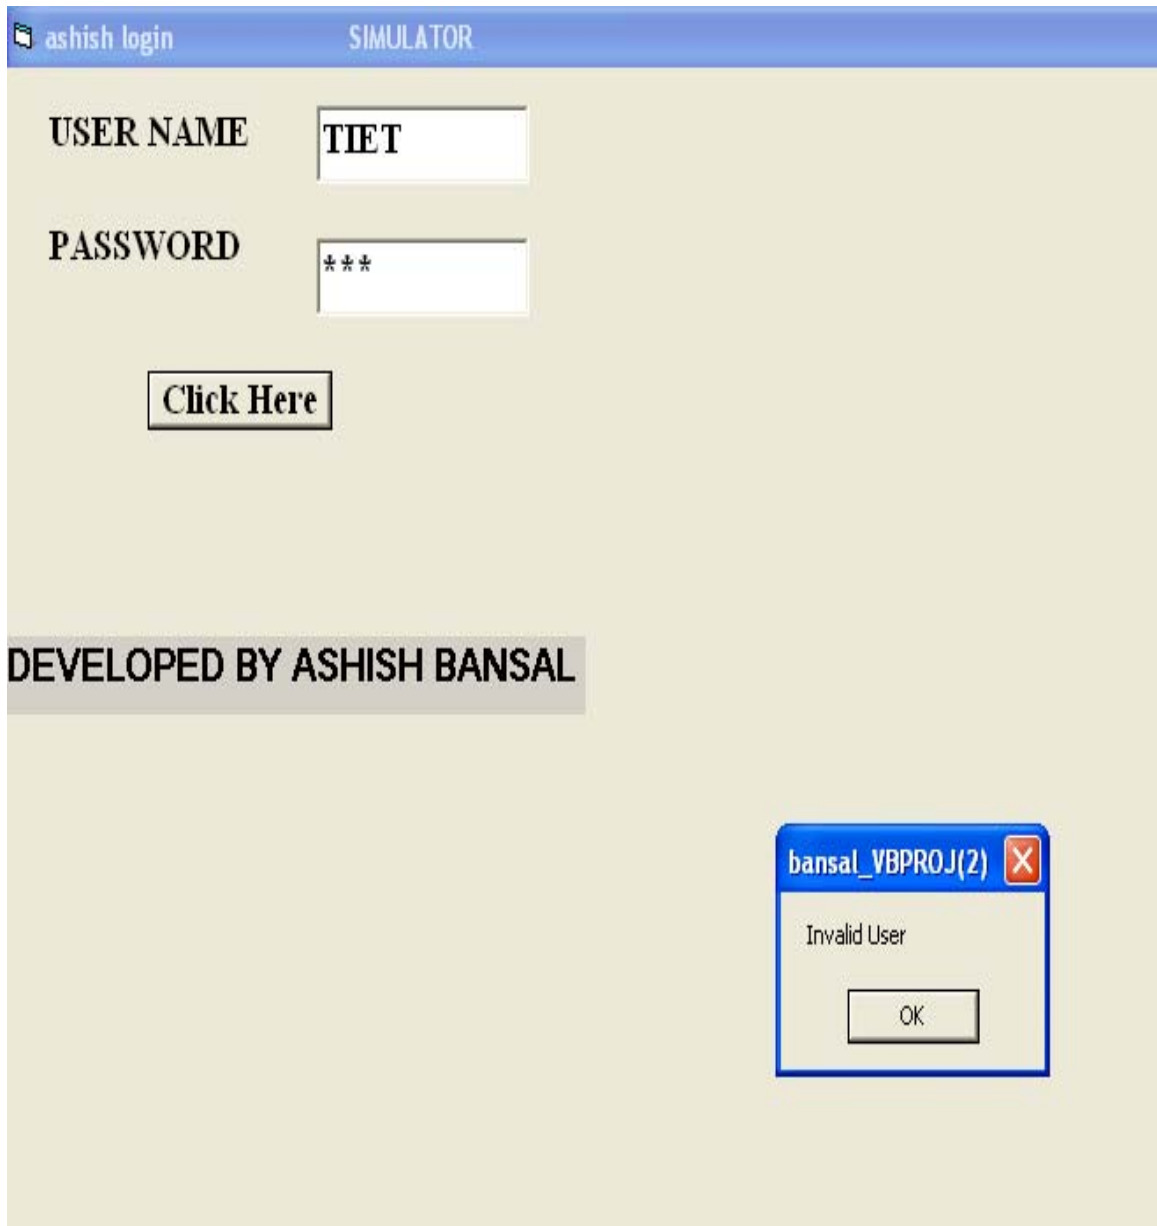 ashish login SIMULATOR
USER NAME TIET
PASSWORD ***
Click Here
DEVELOPED BY ASHISH BANSAL
bansal_VBPROJ(2)
Invalid User
OK